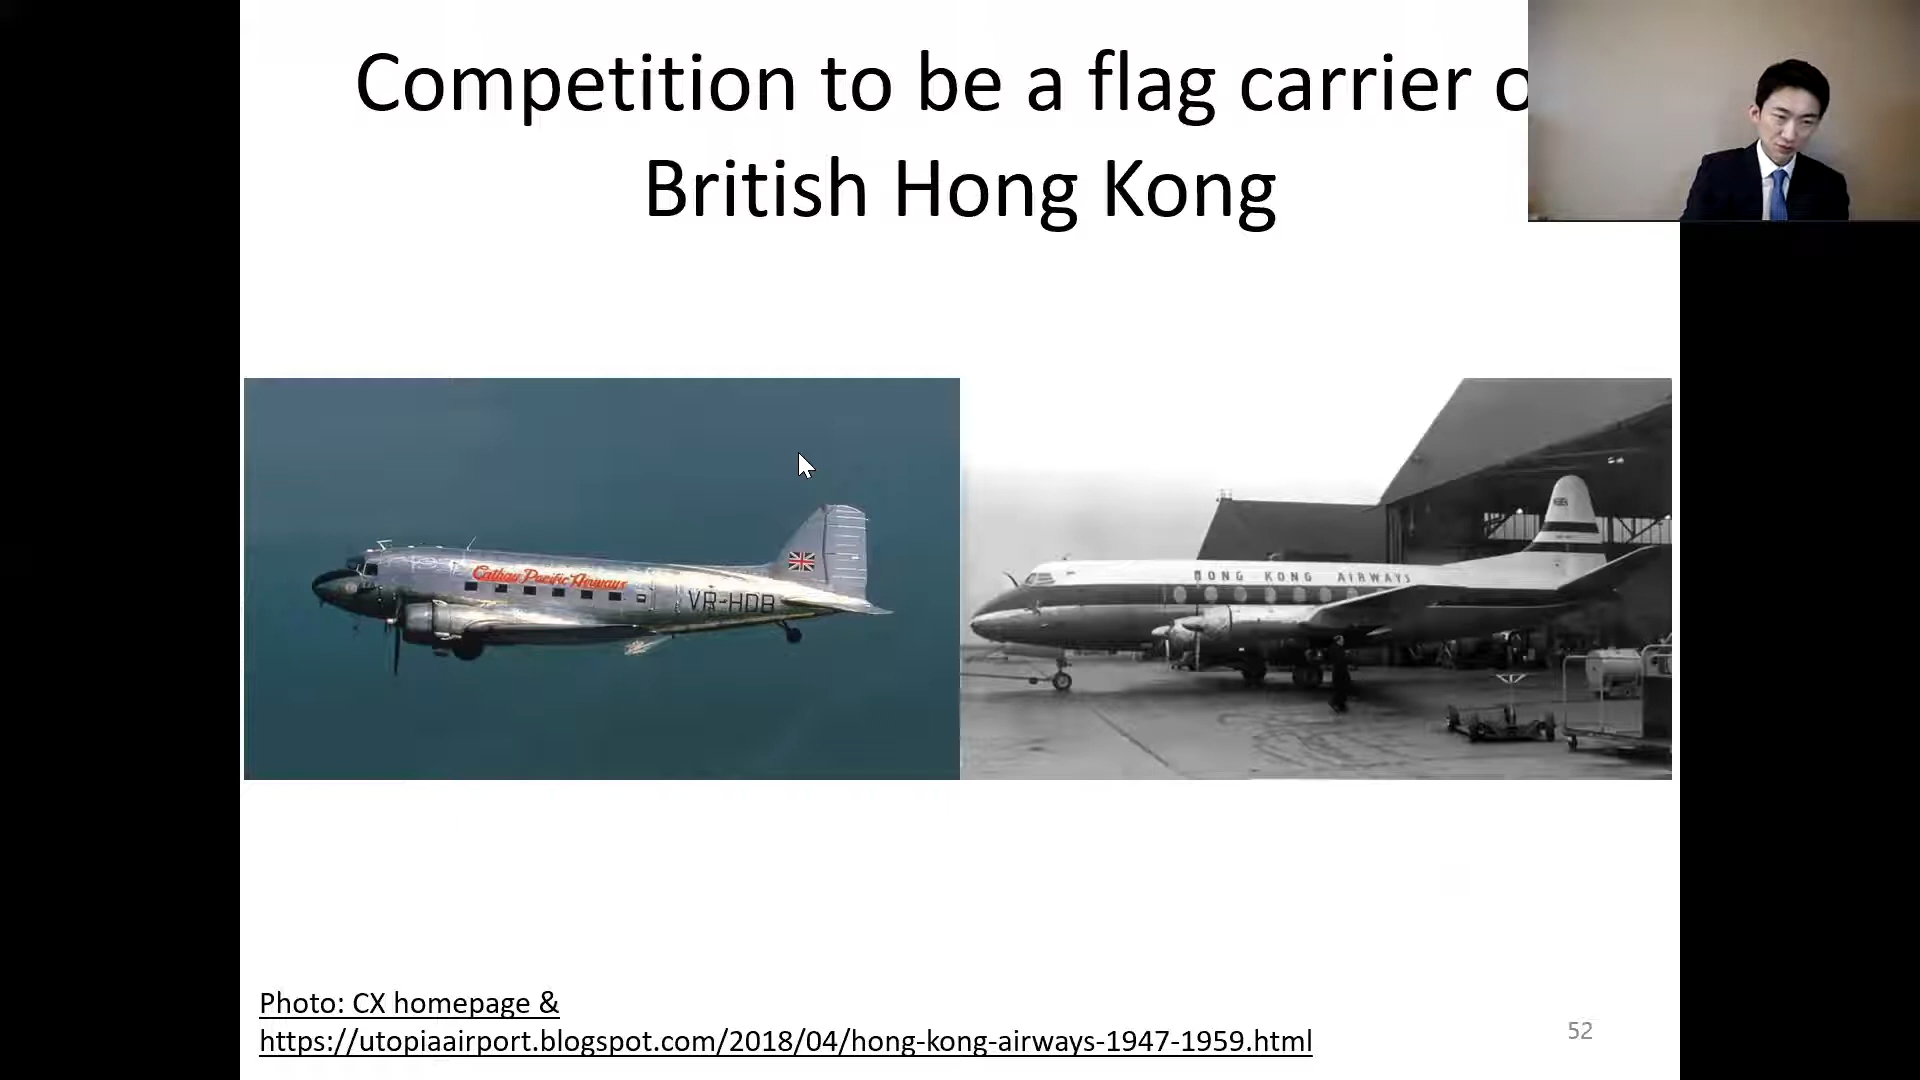 Competition to be a flag carrier o
British Hong Kong
Cathay Pacific Airways
VR-HDB
HONG KONG AIRWAYS
Photo: CX homepage &
https://utopiaairport.blogspot.com/2018/04/hong-kong-airways-1947-1959.html
52